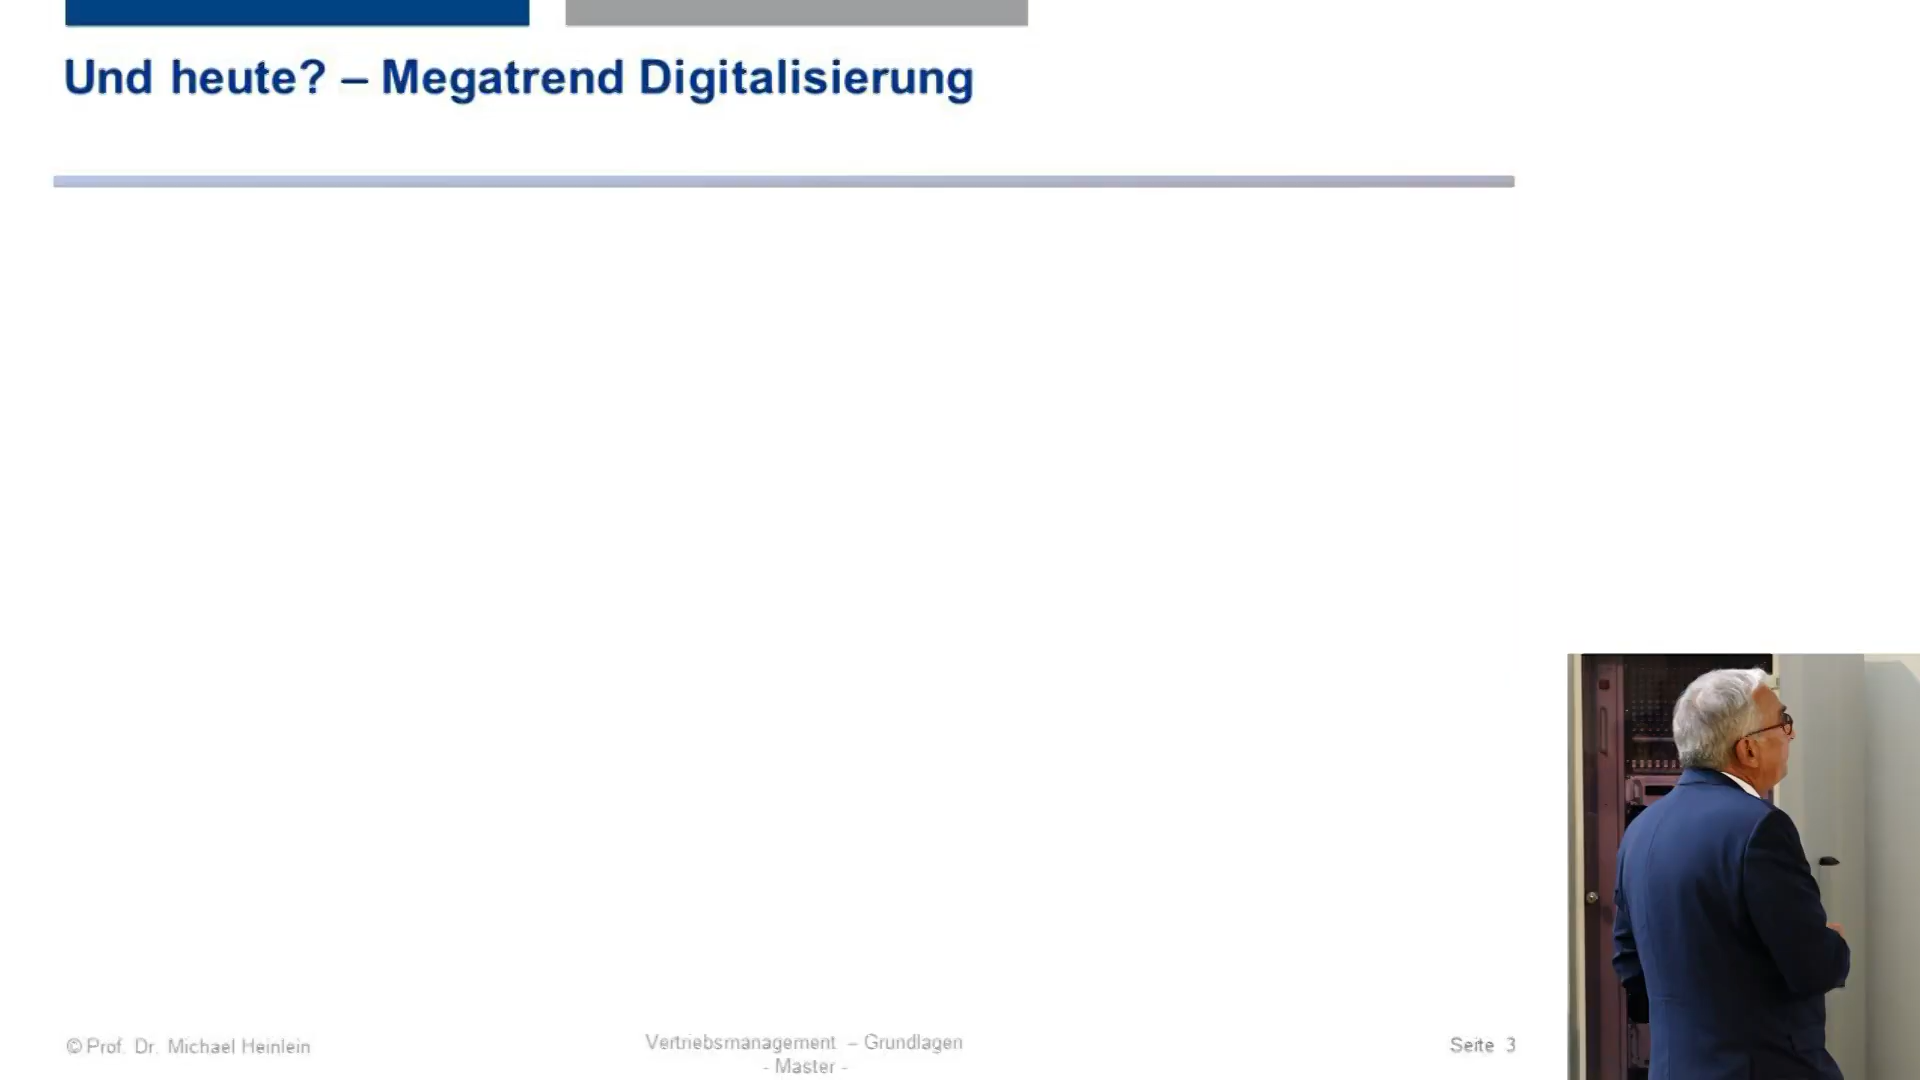 Und heute? – Megatrend Digitalisierung
© Prof. Dr. Michael Heinlein
Vertriebsmanagement – Grundlagen
- Master -
Seite 3